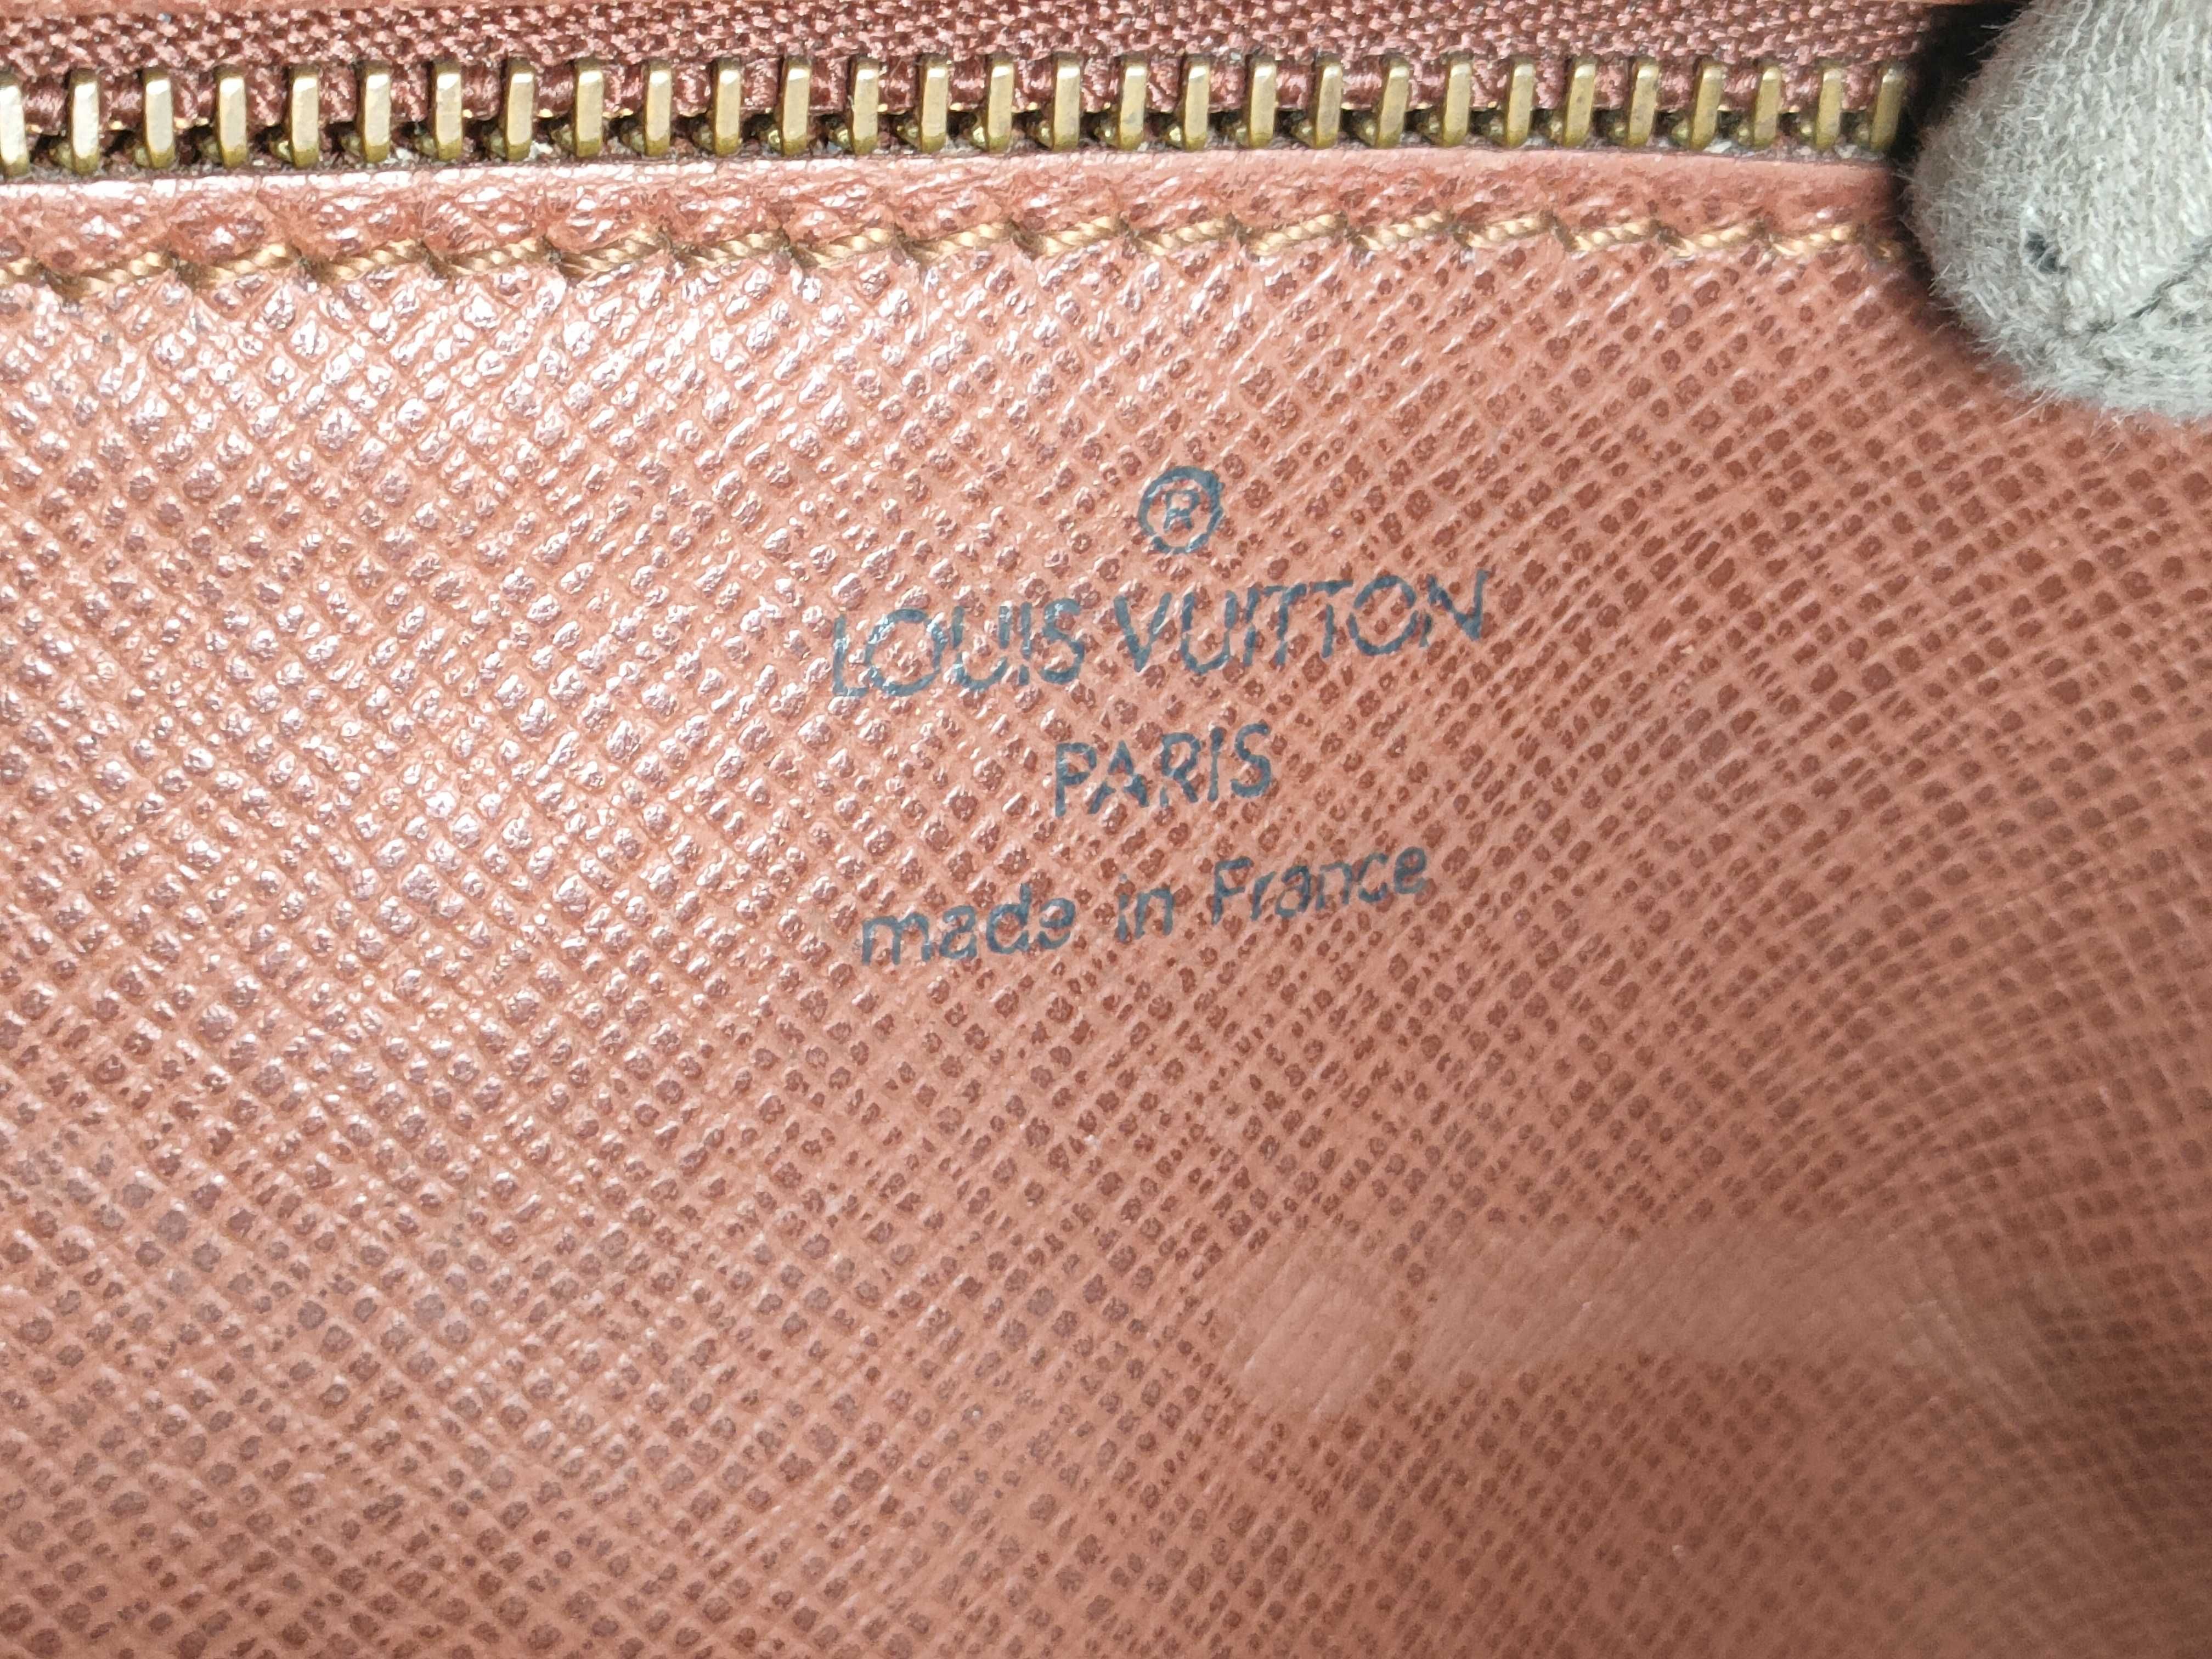 ®
LOUIS VUITTON
PARIS
made in France